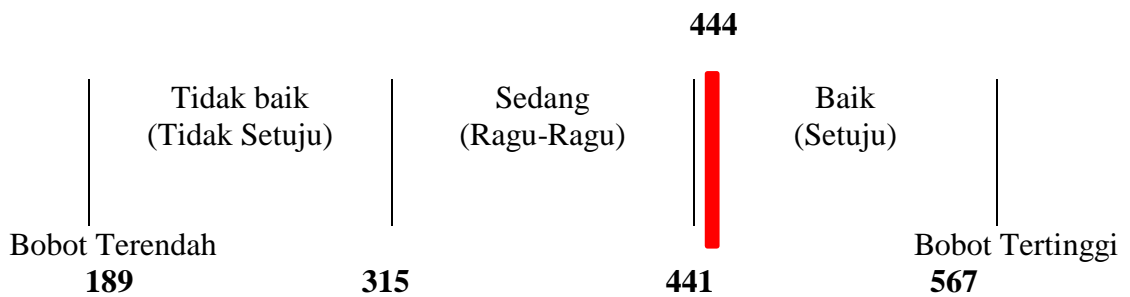 444
Tidak baik
(Tidak Setuju)
Sedang
(Ragu-Ragu)
Baik
(Setuju)
Bobot Terendah
Bobot Tertinggi
189
315
441
567